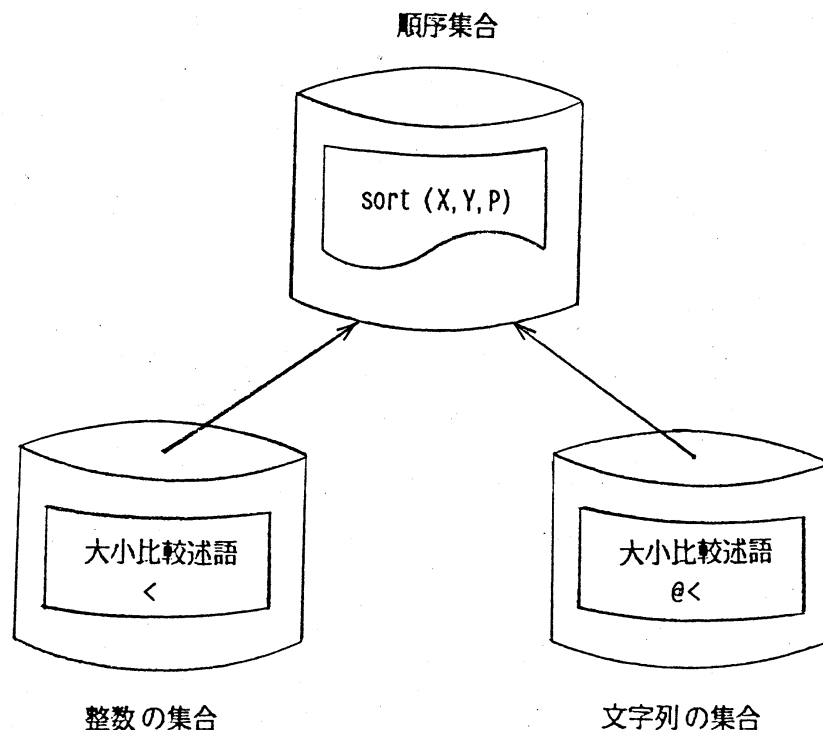 順序集合
sort (X, Y, P)
大小比較述語
<
大小比較述語
@<
整数の集合
文字列の集合